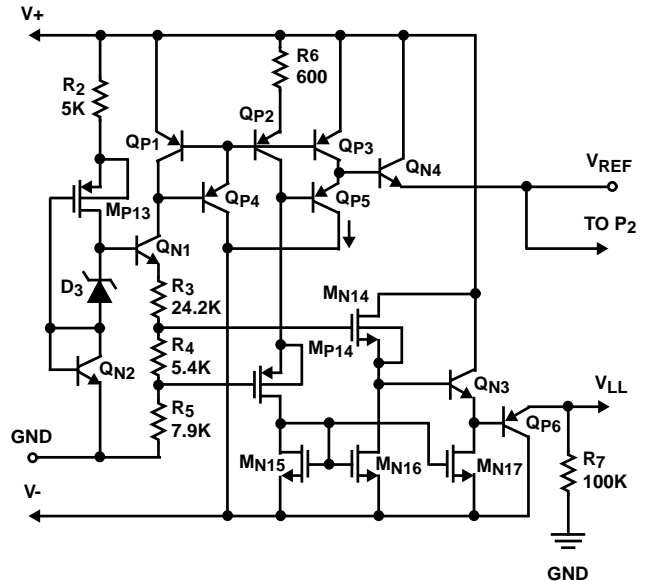 V+
R2
5K
R6
600
QP1
QP2
QP3
QN4
VREF
TO P2
MP13
QP4
QP5
QN1
D3
R3
24.2K
MN14
MP14
R4
5.4K
QN2
QN3
VLL
QP6
R5
7.9K
GND
MN15
MN16
MN17
R7
100K
V-
GND